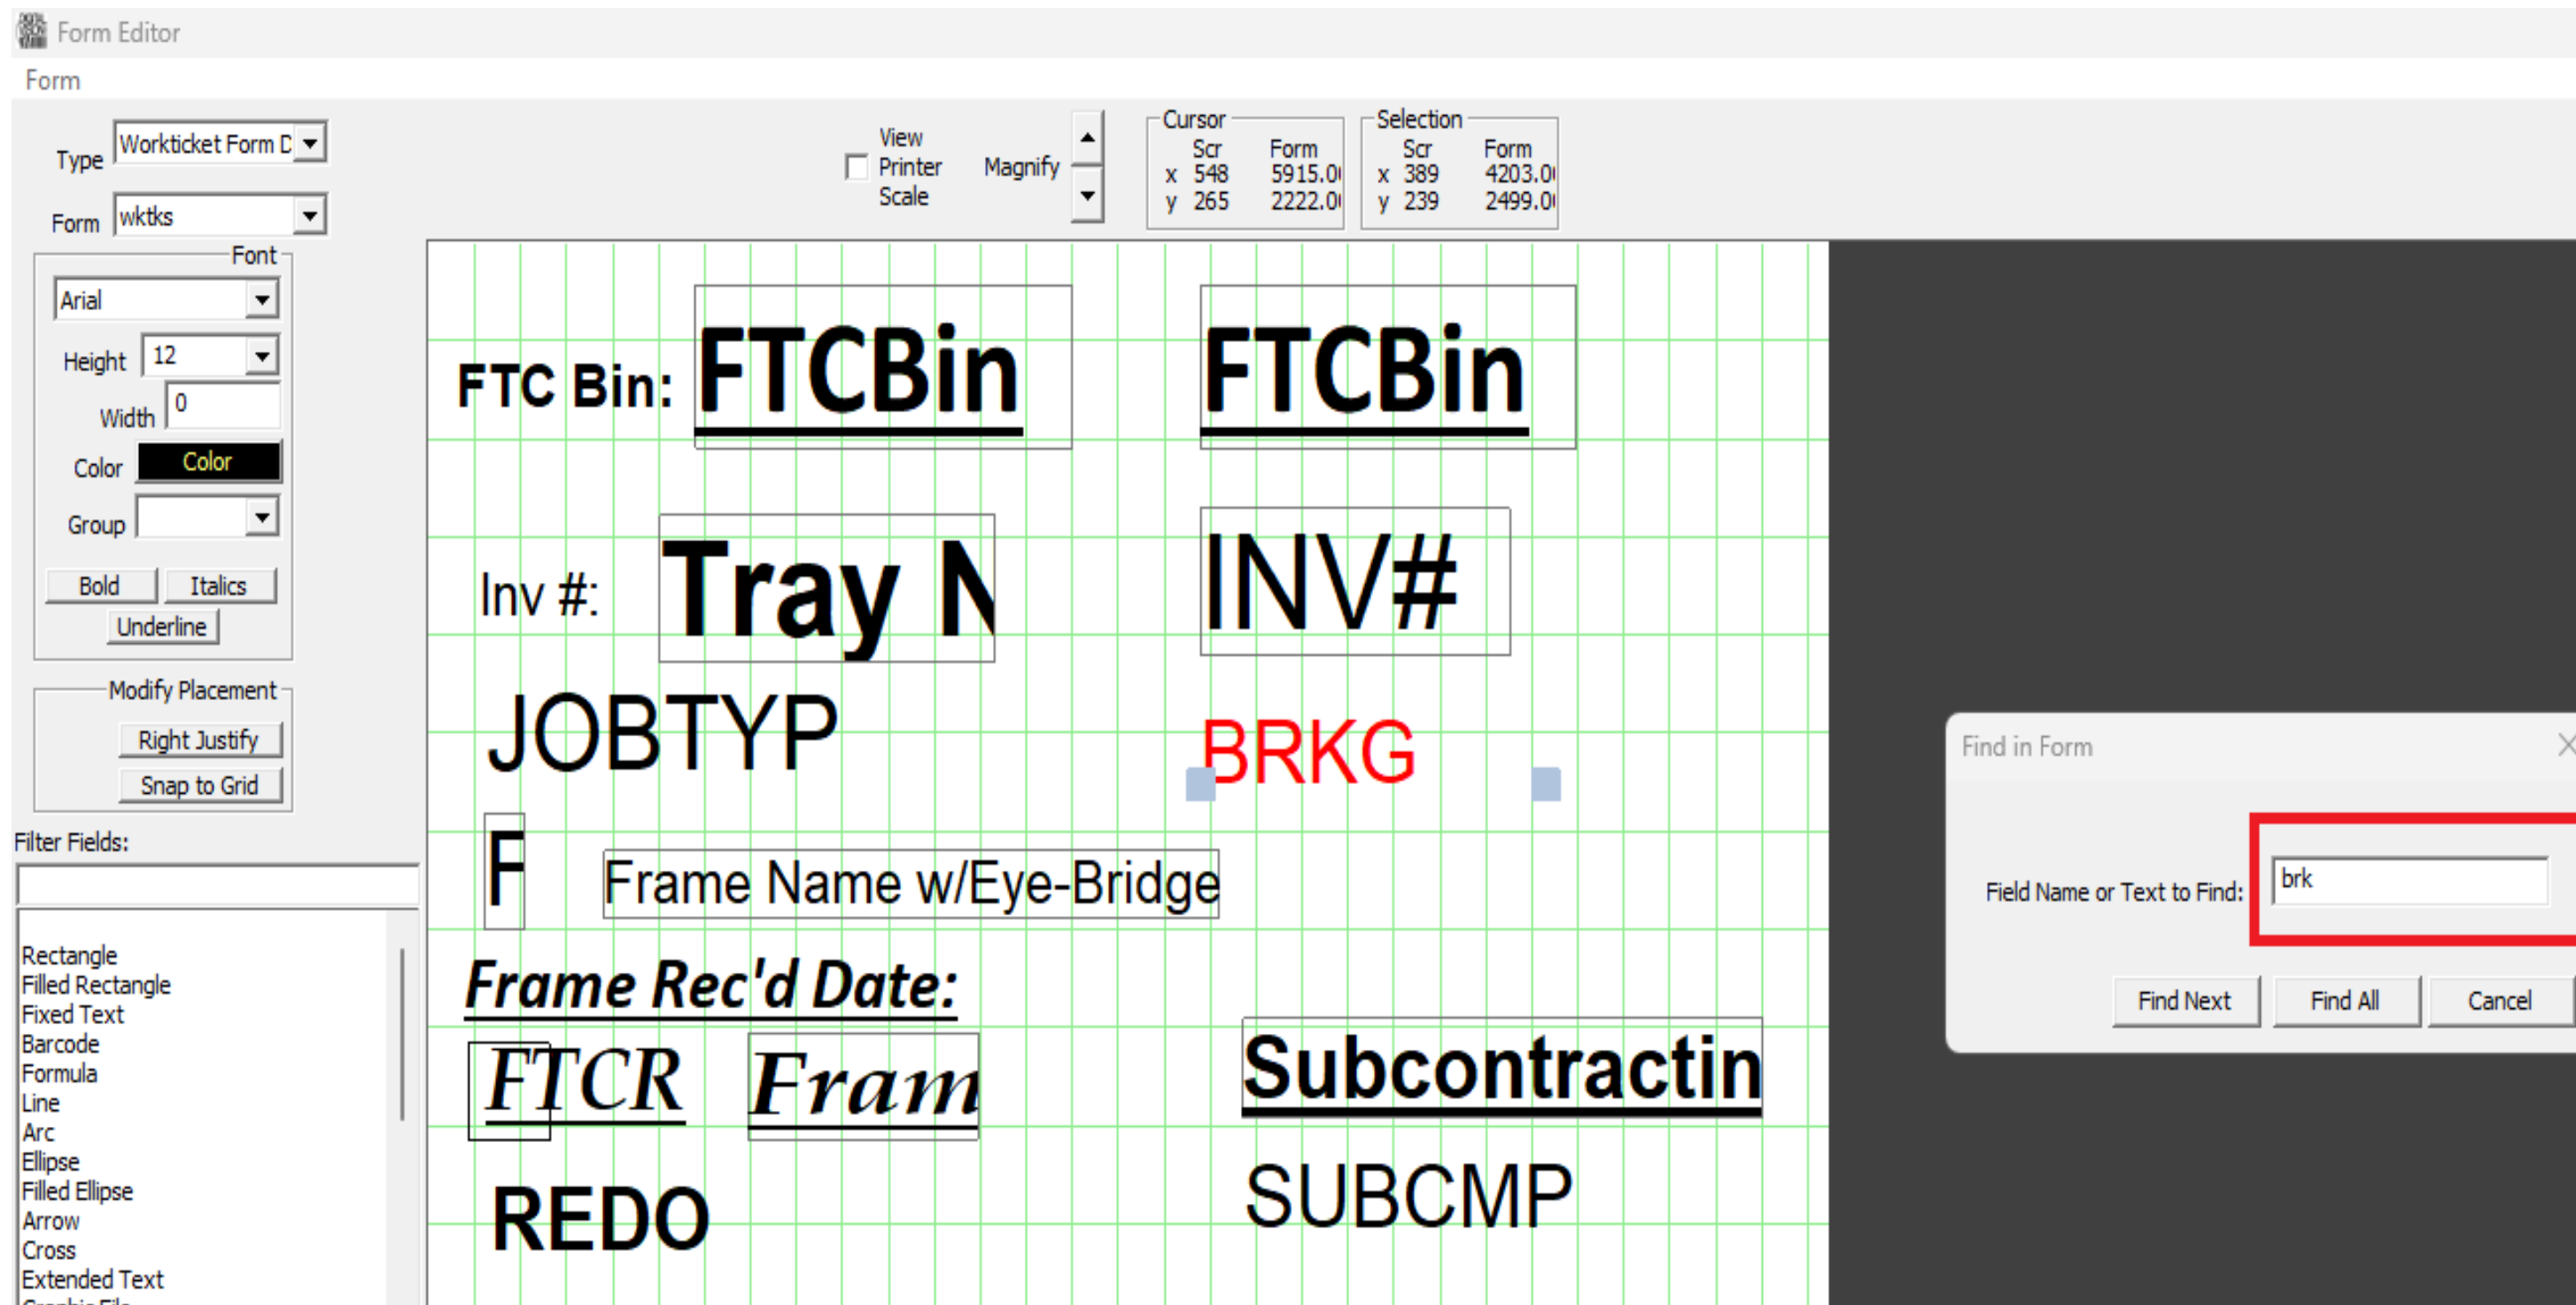 Form Editor
Form
Type Workticket Form D
Form wktks
View
Printer
Scale
Magnify
Cursor
Scr Form
x 548 5915.0
y 265 2222.0
Selection
Scr Form
x 389 4203.0
y 239 2499.0
Font
Arial
Height 12
Width 0
Color Color
Group
Bold Italics
Underline
Modify Placement
Right Justify
Snap to Grid
Filter Fields:
Rectangle
Filled Rectangle
Fixed Text
Barcode
Formula
Line
Arc
Ellipse
Filled Ellipse
Arrow
Cross
Extended Text
FTC Bin: FTCBin FTCBin
Inv #: Tray N INV#
JOBTYP BRKG
F Frame Name w/Eye-Bridge
Frame Rec'd Date:
FTCR Fram Subcontractin
REDO SUBCMP
Find in Form
Field Name or Text to Find: brk
Find Next Find All Cancel